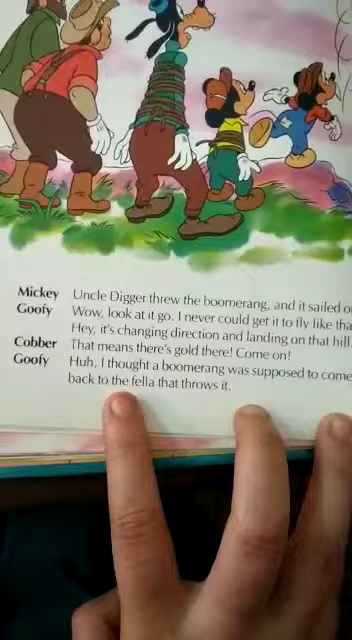 Mickey Uncle Digger threw the boomerang, and it sailed o
Goofy Wow, look at it go. I never could get it to fly like tha
Hey, it's changing direction and landing on that hill.
Cobber That means there's gold there! Come on!
Goofy Huh, I thought a boomerang was supposed to come
back to the fella that throws it.